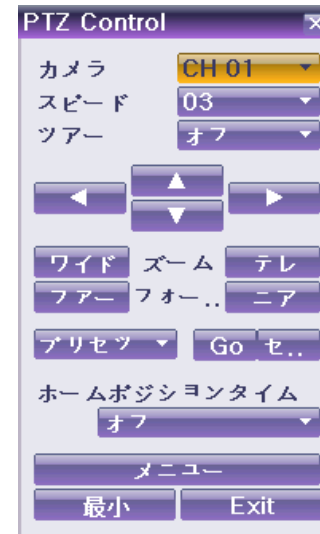 PTZ Control
カメラ CH 01
スピード 03
ツアー オフ
ワイド ズーム テレ
ファー フォー.. ニア
プリセツ Go セ..
ホームポジションタイム
オフ
メニュー
最小 Exit